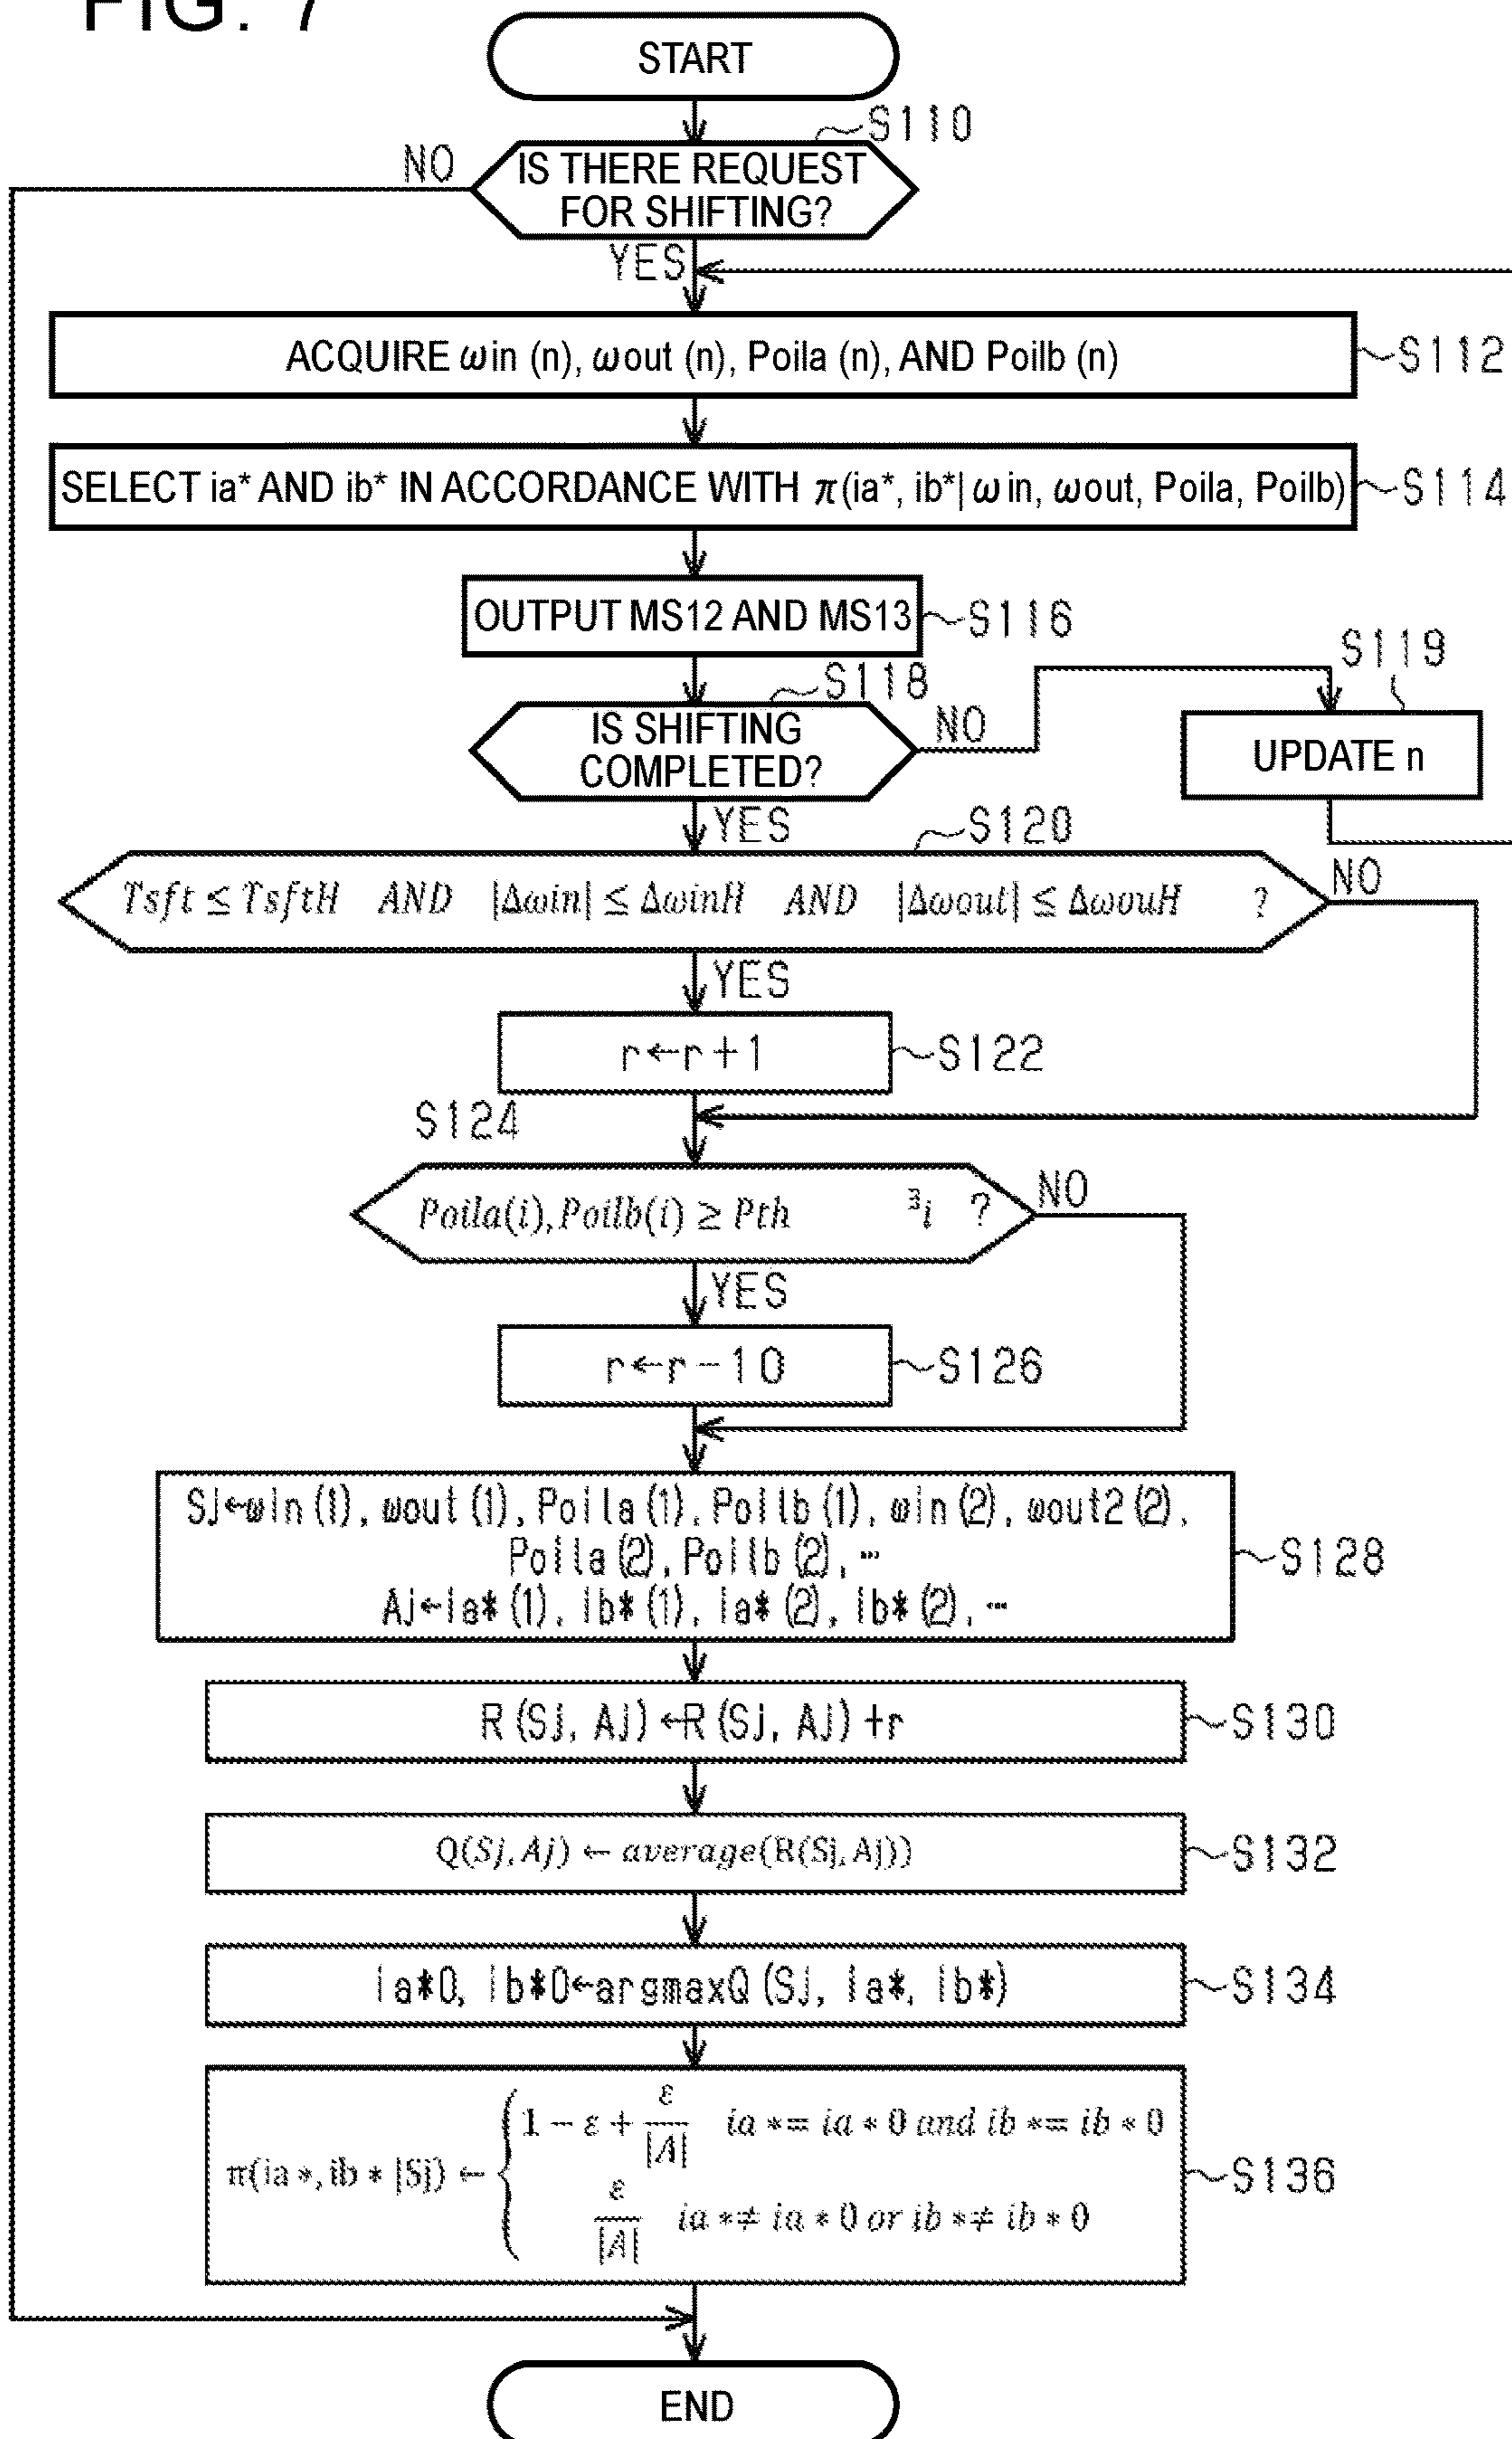 FIG. 7
START
S110
NO
IS THERE REQUEST
FOR SHIFTING?
YES
ACQUIRE ωin (n), ωout (n), Poila (n), AND Poilb (n)
S112
SELECT ia* AND ib* IN ACCORDANCE WITH π(ia*, ib*| ωin, ωout, Poila, Poilb)
S114
OUTPUT MS12 AND MS13
S116
S118
IS SHIFTING
COMPLETED?
NO
S119
UPDATE n
YES
S120
Tsft ≤ TsftH AND |Δωin| ≤ ΔωinH AND |Δωout| ≤ ΔωouH ?
NO
YES
r←r+1
S122
S124
Poila(i), Poilb(i) ≥ Pth ∃i ?
NO
YES
r←r−10
S126
Sj←ωin(1), ωout(1), Poila(1), Poilb(1), ωin(2), ωout2(2),
Poila(2), Poilb(2), …
Aj←ia*(1), ib*(1), ia*(2), ib*(2), …
S128
R(Sj, Aj)←R(Sj, Aj)+r
S130
Q(Sj, Aj) ← average(R(Sj, Aj))
S132
ia*0, ib*0←argmaxQ(Sj, ia*, ib*)
S134
π(ia *, ib * |Sj) ← { 1 − ε + ε/|A| ia *= ia * 0 and ib *= ib * 0
ε/|A| ia *≠ ia * 0 or ib *≠ ib * 0
S136
END